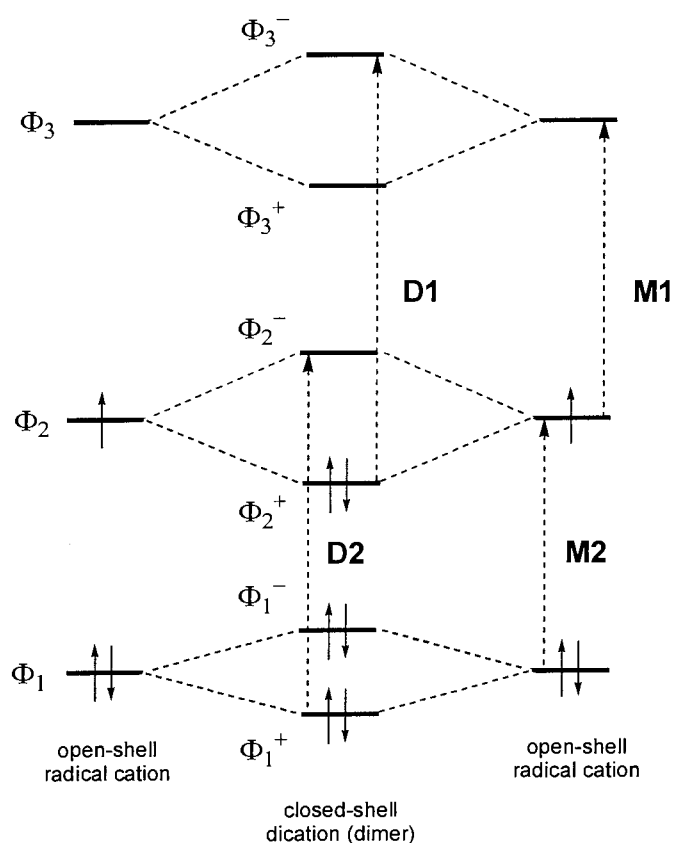 Φ₃⁻
Φ₃
Φ₃⁺
D1
M1
Φ₂⁻
Φ₂
Φ₂⁺
D2
M2
Φ₁⁻
Φ₁
Φ₁⁺
open-shell
radical cation
closed-shell
dication (dimer)
open-shell
radical cation